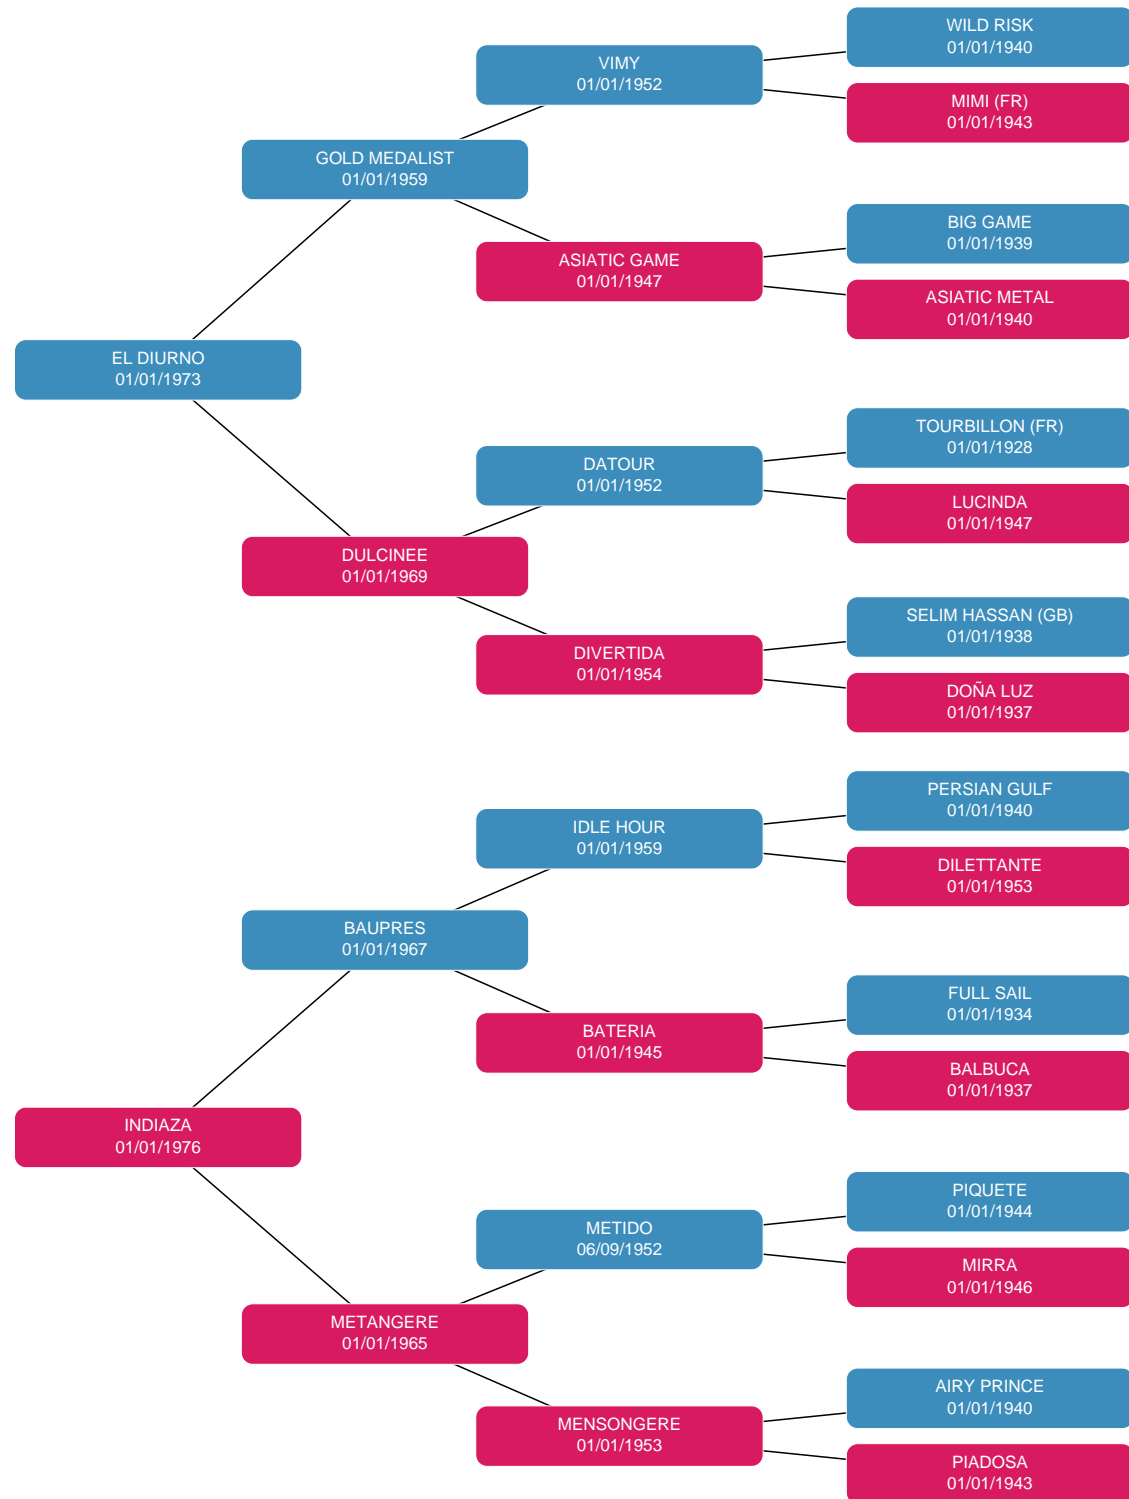 WILD RISK
01/01/1940
VIMY
01/01/1952
MIMI (FR)
01/01/1943
GOLD MEDALIST
01/01/1959
BIG GAME
01/01/1939
ASIATIC GAME
01/01/1947
ASIATIC METAL
01/01/1940
EL DIURNO
01/01/1973
TOURBILLON (FR)
01/01/1928
DATOUR
01/01/1952
LUCINDA
01/01/1947
DULCINEE
01/01/1969
SELIM HASSAN (GB)
01/01/1938
DIVERTIDA
01/01/1954
DOÑA LUZ
01/01/1937
PERSIAN GULF
01/01/1940
IDLE HOUR
01/01/1959
DILETTANTE
01/01/1953
BAUPRES
01/01/1967
FULL SAIL
01/01/1934
BATERIA
01/01/1945
BALBUCA
01/01/1937
INDIAZA
01/01/1976
PIQUETE
01/01/1944
METIDO
06/09/1952
MIRRA
01/01/1946
METANGERE
01/01/1965
AIRY PRINCE
01/01/1940
MENSONGERE
01/01/1953
PIADOSA
01/01/1943